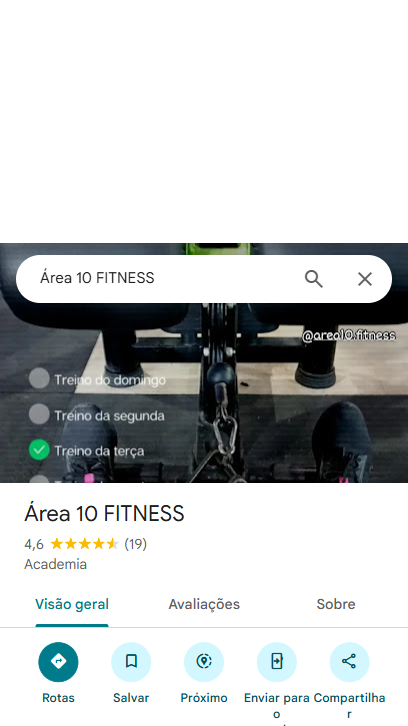 Área 10 FITNESS
@area10.fitness
Treino do domingo
Treino da segunda
Treino da terça
Área 10 FITNESS
4,6 (19)
Academia
Visão geral Avaliações Sobre
Rotas Salvar Próximo Enviar para o Compartilhar